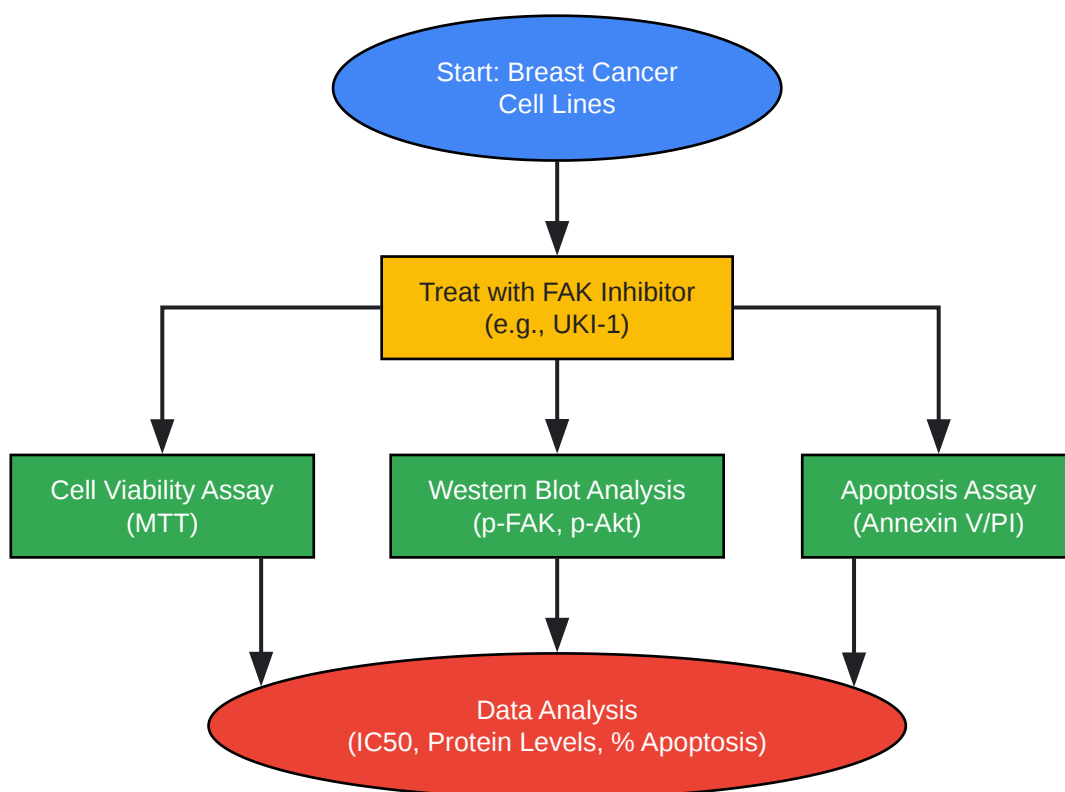 Start: Breast Cancer
Cell Lines
Treat with FAK Inhibitor
(e.g., UKI-1)
Cell Viability Assay
(MTT)
Western Blot Analysis
(p-FAK, p-Akt)
Apoptosis Assay
(Annexin V/PI)
Data Analysis
(IC50, Protein Levels, % Apoptosis)